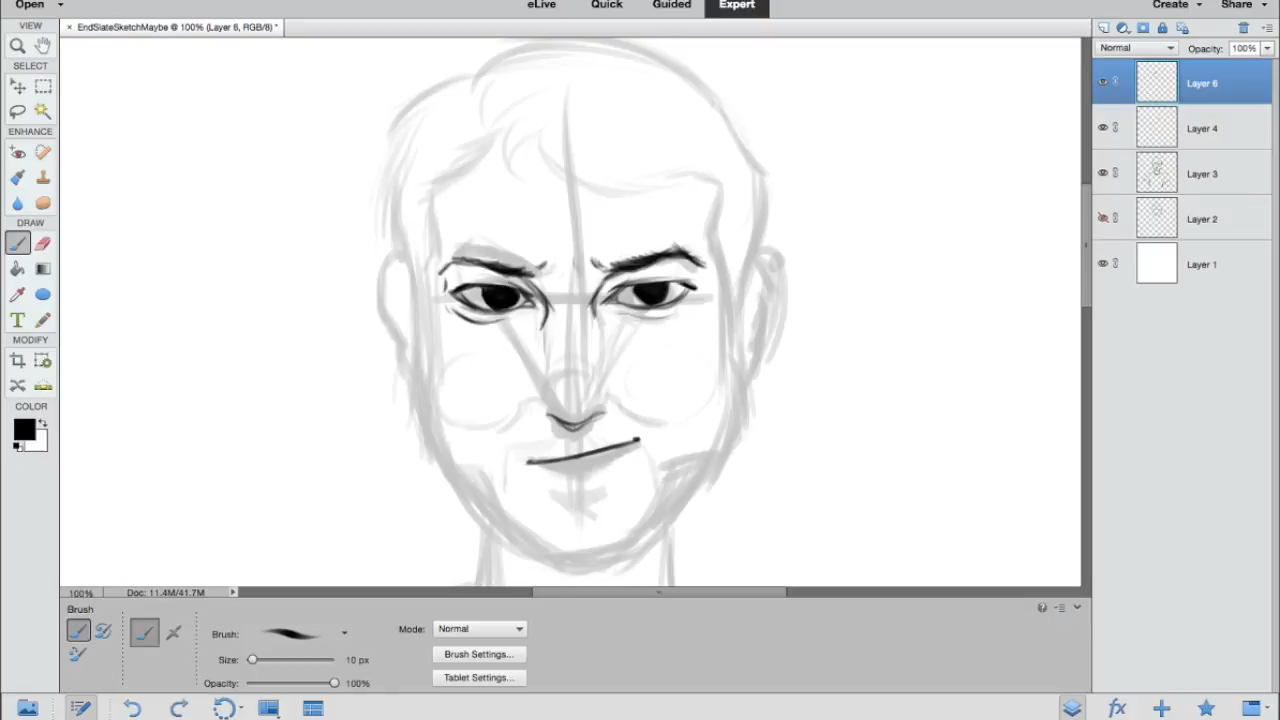 Open
eLive Quick Guided Expert
Create Share
VIEW
× EndSlateSketchMaybe @ 100% (Layer 6, RGB/8) *
Normal Opacity: 100%
SELECT
Layer 6
ENHANCE
Layer 4
Layer 3
DRAW
Layer 2
Layer 1
T
MODIFY
COLOR
100% Doc: 11.4M/41.7M
Brush
Brush:
Mode: Normal
Size: 10 px
Brush Settings...
Opacity: 100%
Tablet Settings...
fx